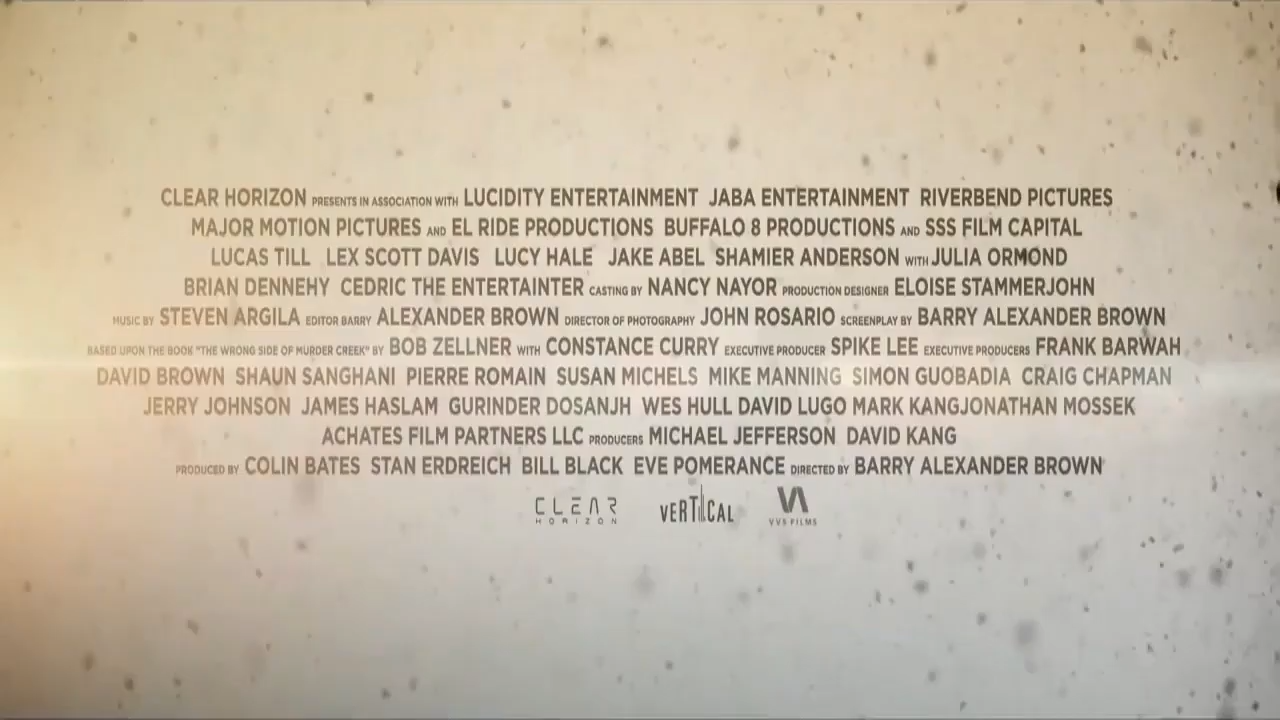 CLEAR HORIZON PRESENTS IN ASSOCIATION WITH LUCIDITY ENTERTAINMENT JABA ENTERTAINMENT RIVERBEND PICTURES
MAJOR MOTION PICTURES AND EL RIDE PRODUCTIONS BUFFALO 8 PRODUCTIONS AND SSS FILM CAPITAL
LUCAS TILL LEX SCOTT DAVIS LUCY HALE JAKE ABEL SHAMIER ANDERSON WITH JULIA ORMOND
BRIAN DENNEHY CEDRIC THE ENTERTAINTER CASTING BY NANCY NAYOR PRODUCTION DESIGNER ELOISE STAMMERJOHN
MUSIC BY STEVEN ARGILA EDITOR BARRY ALEXANDER BROWN DIRECTOR OF PHOTOGRAPHY JOHN ROSARIO SCREENPLAY BY BARRY ALEXANDER BROWN
BASED UPON THE BOOK "THE WRONG SIDE OF MURDER CREEK" BY BOB ZELLNER WITH CONSTANCE CURRY EXECUTIVE PRODUCER SPIKE LEE EXECUTIVE PRODUCERS FRANK BARWAH
DAVID BROWN SHAUN SANGHANI PIERRE ROMAIN SUSAN MICHELS MIKE MANNING SIMON GUOBADIA CRAIG CHAPMAN
JERRY JOHNSON JAMES HASLAM GURINDER DOSANJH WES HULL DAVID LUGO MARK KANGJONATHAN MOSSEK
ACHATES FILM PARTNERS LLC PRODUCERS MICHAEL JEFFERSON DAVID KANG
PRODUCED BY COLIN BATES STAN ERDREICH BILL BLACK EVE POMERANCE DIRECTED BY BARRY ALEXANDER BROWN
CLEAR HORIZON VERTICAL VVS FILMS